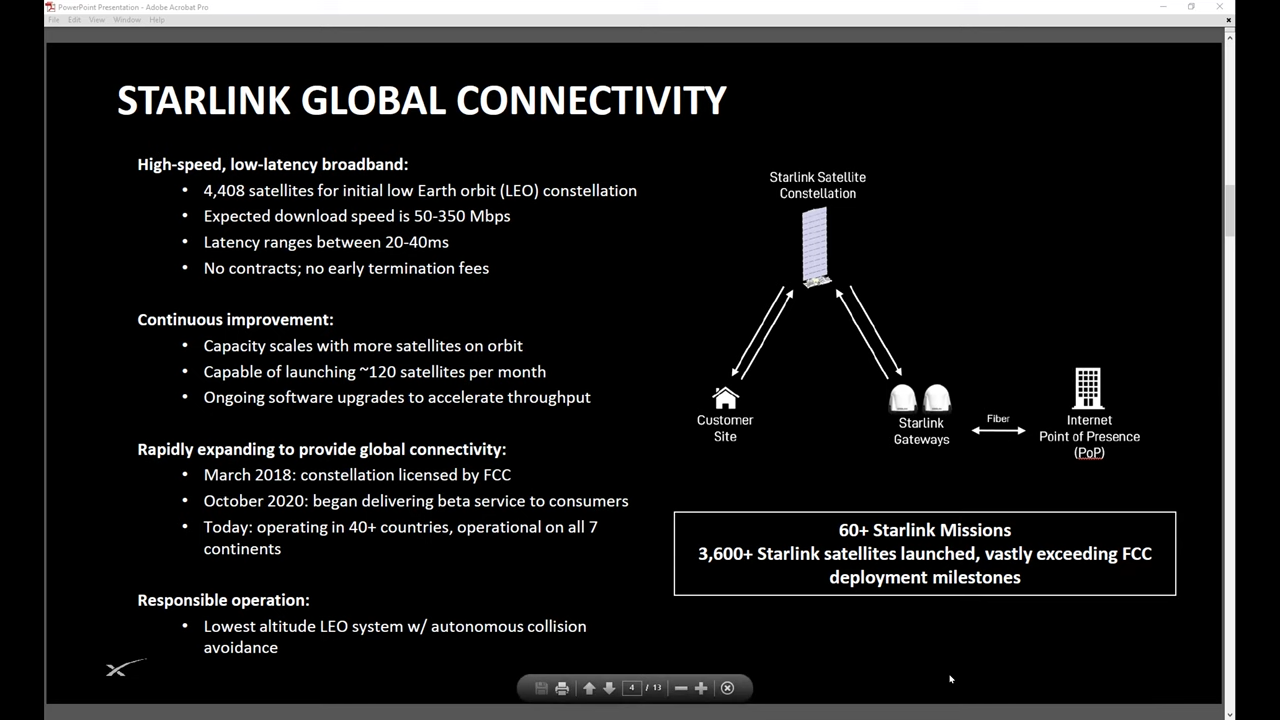 PowerPoint Presentation - Adobe Acrobat Pro
File Edit View Window Help
STARLINK GLOBAL CONNECTIVITY
High-speed, low-latency broadband:
• 4,408 satellites for initial low Earth orbit (LEO) constellation
• Expected download speed is 50-350 Mbps
• Latency ranges between 20-40ms
• No contracts; no early termination fees
Continuous improvement:
• Capacity scales with more satellites on orbit
• Capable of launching ~120 satellites per month
• Ongoing software upgrades to accelerate throughput
Rapidly expanding to provide global connectivity:
• March 2018: constellation licensed by FCC
• October 2020: began delivering beta service to consumers
• Today: operating in 40+ countries, operational on all 7
continents
Responsible operation:
• Lowest altitude LEO system w/ autonomous collision
avoidance
Starlink Satellite
Constellation
Customer
Site
Starlink
Gateways
Fiber
Internet
Point of Presence
(PoP)
60+ Starlink Missions
3,600+ Starlink satellites launched, vastly exceeding FCC
deployment milestones
4 / 13